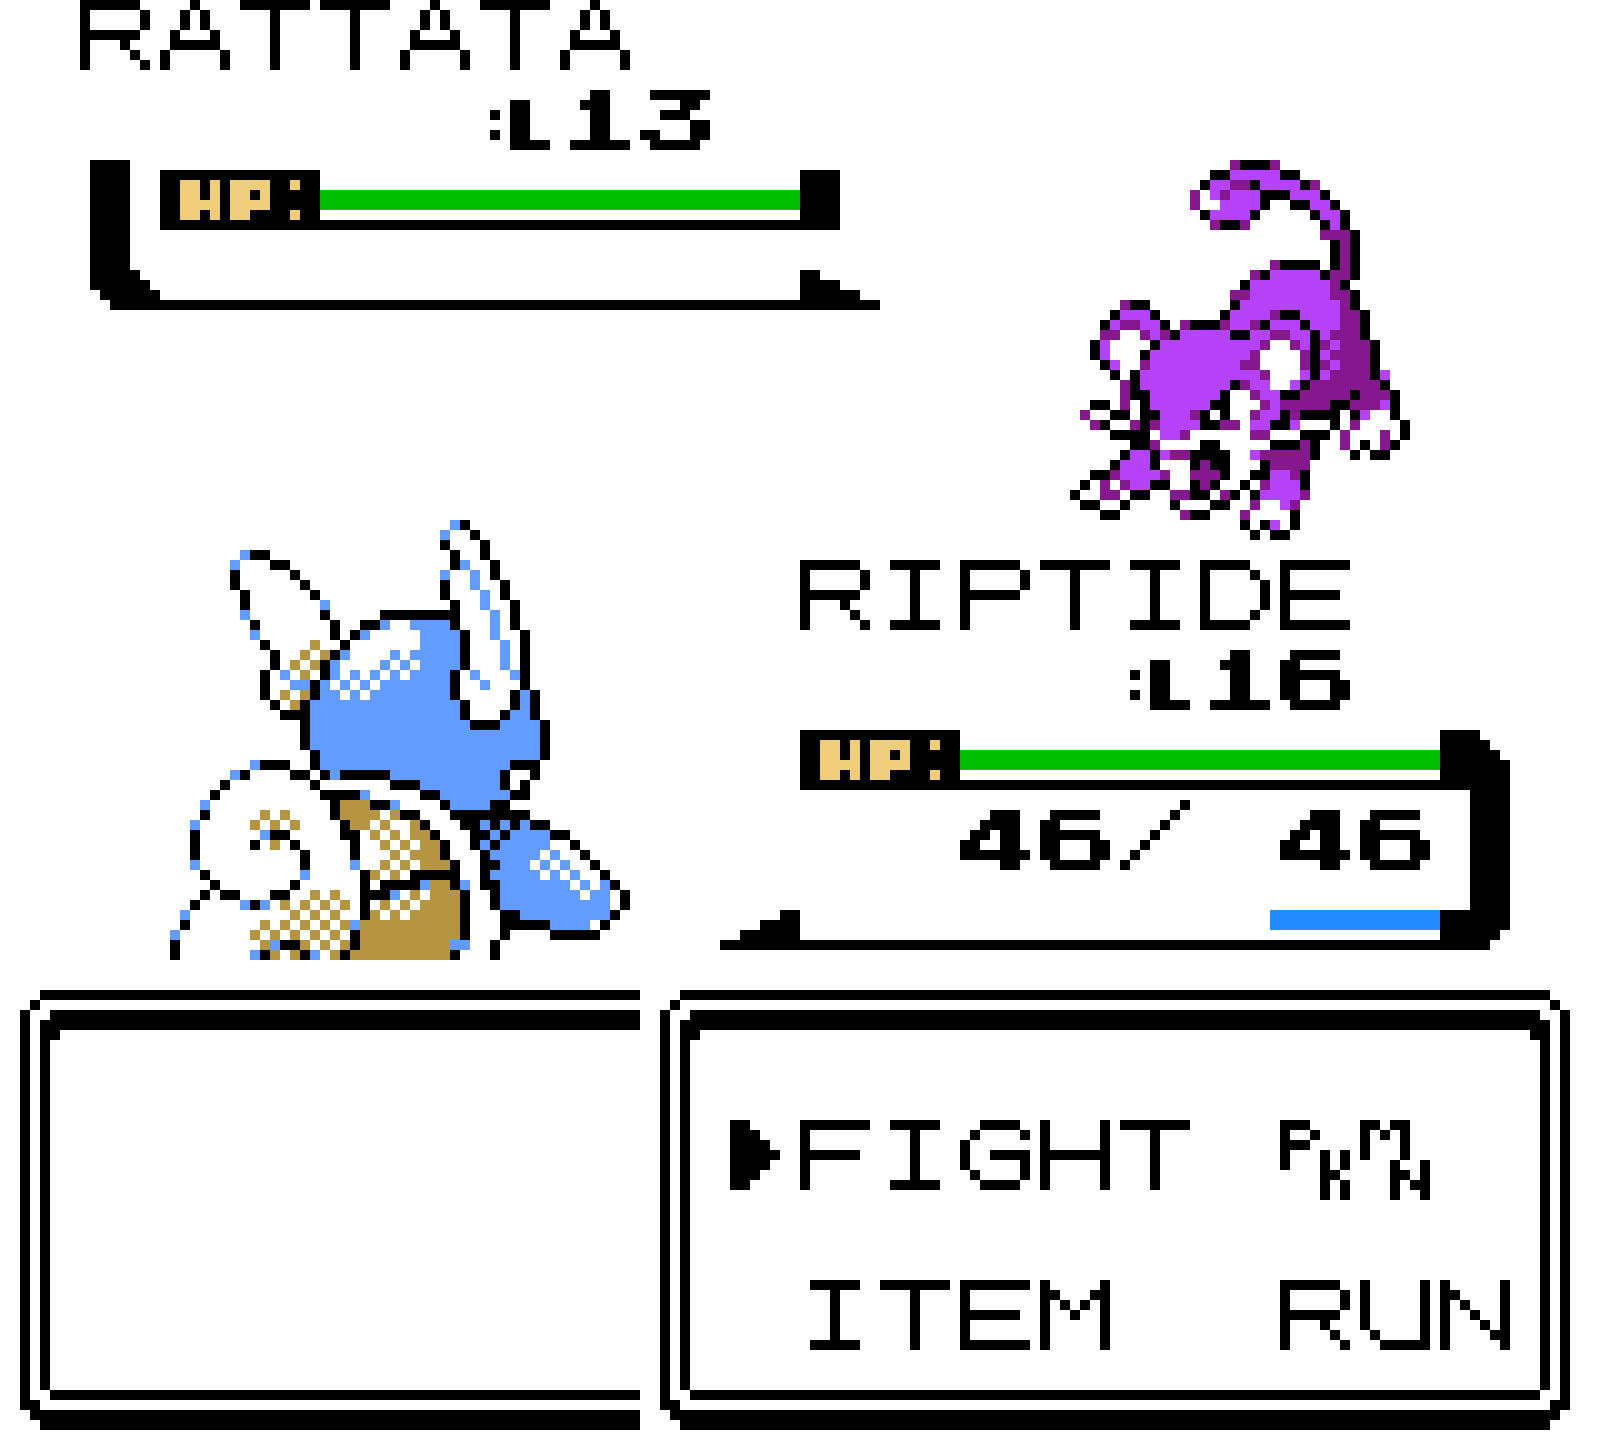 RATTATA
:L13
HP:
RIPTIDE
:L16
HP:
46/ 46
FIGHT PKMN
ITEM RUN